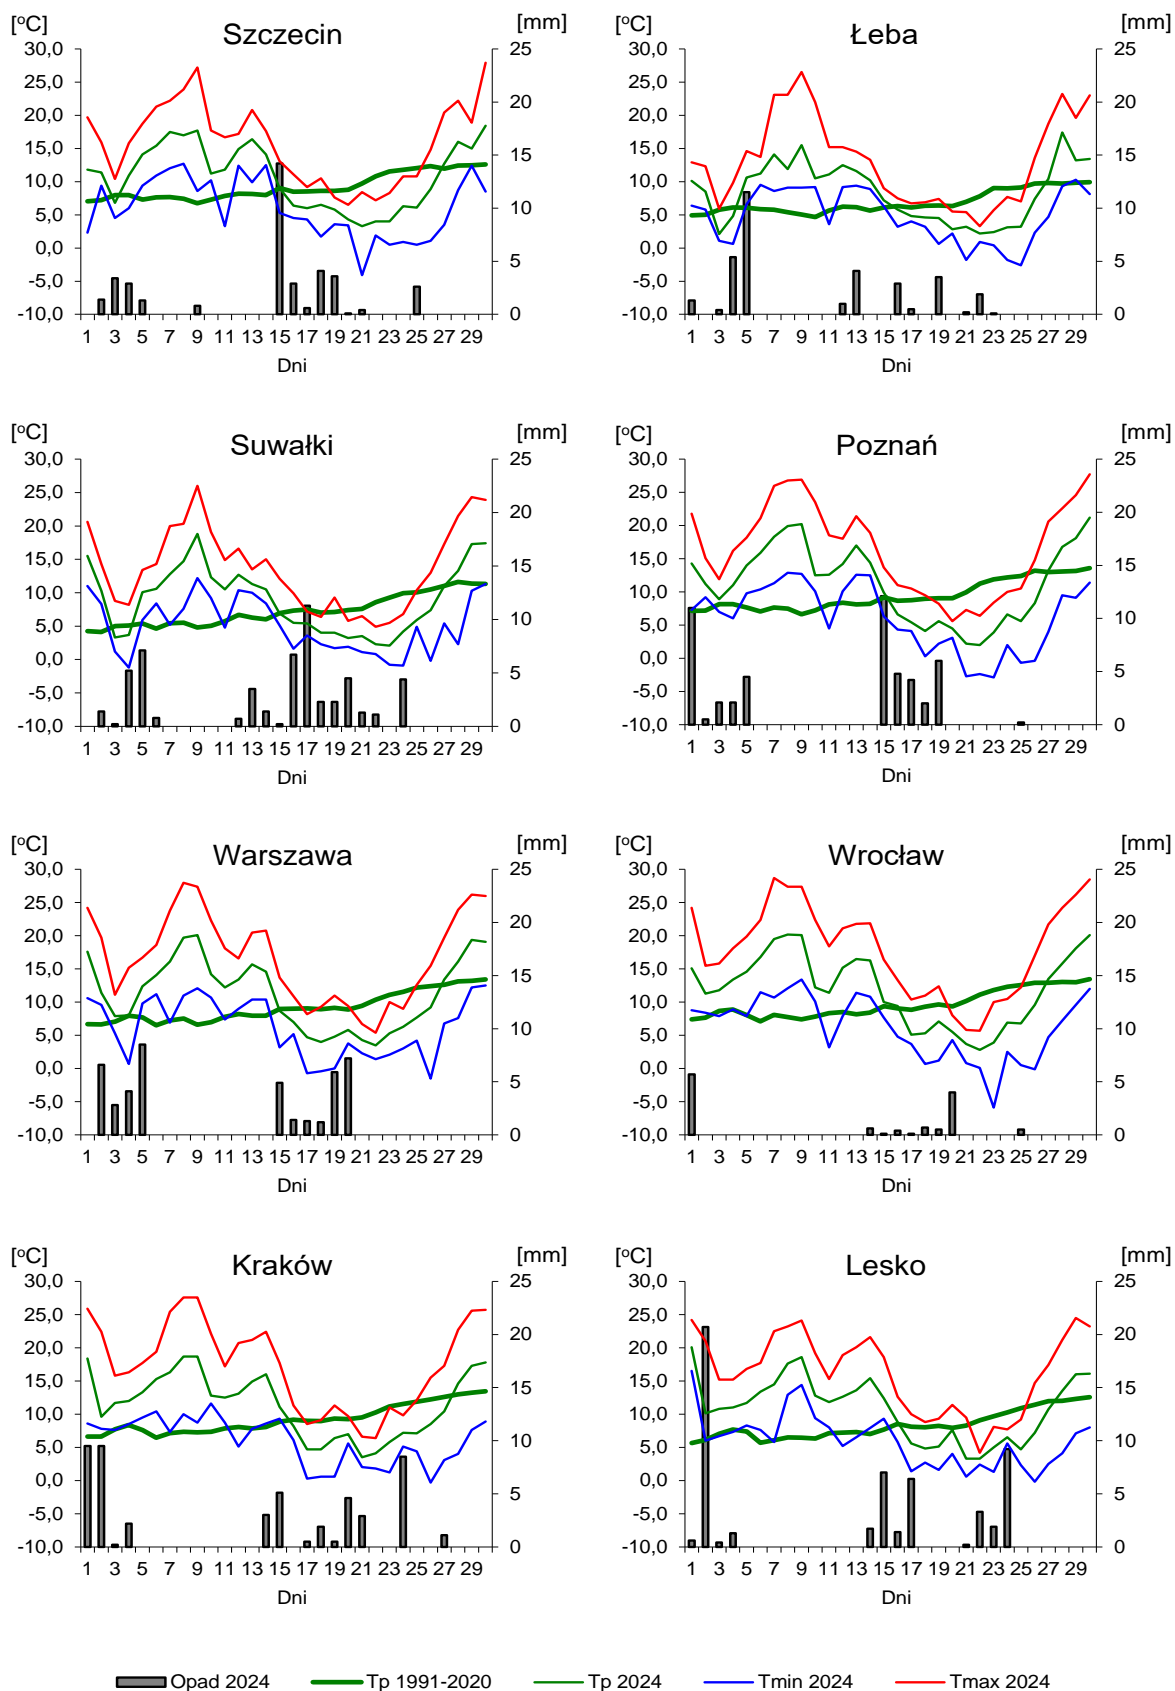 [°C] [mm] [°C] [mm]
Szczecin Łeba
30,0 25 30,0 25
25,0 25,0
20,0 20 20,0 20
15,0 15 15,0 15
10,0 10 10,0 10
5,0 5,0
0,0 5 0,0 5
-5,0 -5,0
-10,0 0 -10,0 0
1 3 5 7 9 11 13 15 17 19 21 23 25 27 29 1 3 5 7 9 11 13 15 17 19 21 23 25 27 29
Dni Dni
[°C] [mm] [°C] [mm]
Suwałki Poznań
30,0 25 30,0 25
25,0 25,0
20,0 20 20,0 20
15,0 15 15,0 15
10,0 10 10,0 10
5,0 5,0
0,0 5 0,0 5
-5,0 -5,0
-10,0 0 -10,0 0
1 3 5 7 9 11 13 15 17 19 21 23 25 27 29 1 3 5 7 9 11 13 15 17 19 21 23 25 27 29
Dni Dni
[°C] [mm] [°C] [mm]
Warszawa Wrocław
30,0 25 30,0 25
25,0 25,0
20,0 20 20,0 20
15,0 15 15,0 15
10,0 10 10,0 10
5,0 5,0
0,0 5 0,0 5
-5,0 -5,0
-10,0 0 -10,0 0
1 3 5 7 9 11 13 15 17 19 21 23 25 27 29 1 3 5 7 9 11 13 15 17 19 21 23 25 27 29
Dni Dni
[°C] [mm] [°C] [mm]
Kraków Lesko
30,0 25 30,0 25
25,0 25,0
20,0 20 20,0 20
15,0 15 15,0 15
10,0 10 10,0 10
5,0 5,0
0,0 5 0,0 5
-5,0 -5,0
-10,0 0 -10,0 0
1 3 5 7 9 11 13 15 17 19 21 23 25 27 29 1 3 5 7 9 11 13 15 17 19 21 23 25 27 29
Dni Dni
Opad 2024 Tp 1991-2020 Tp 2024 Tmin 2024 Tmax 2024